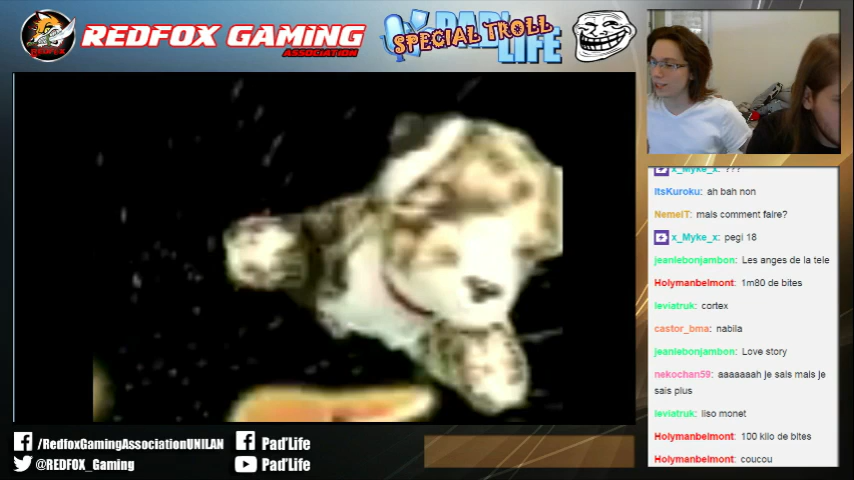 REDFOX GAMING
ASSOCIATION
REDFOX
PAD'LIFE
SPECIAL TROLL
x_Myke_x: ???
ItsKuroku: ah bah non
NemeiT: mais comment faire?
x_Myke_x: pegi 18
jeanlebonjambon: Les anges de la tele
Holymanbelmont: 1m80 de bites
leviatruk: cortex
castor_bma: nabila
jeanlebonjambon: Love story
nekochan59: aaaaaaah je sais mais je
sais plus
leviatruk: liso monet
Holymanbelmont: 100 kilo de bites
Holymanbelmont: coucou
/RedfoxGamingAssociationUNILAN
Pad'Life
@REDFOX_Gaming
Pad'Life